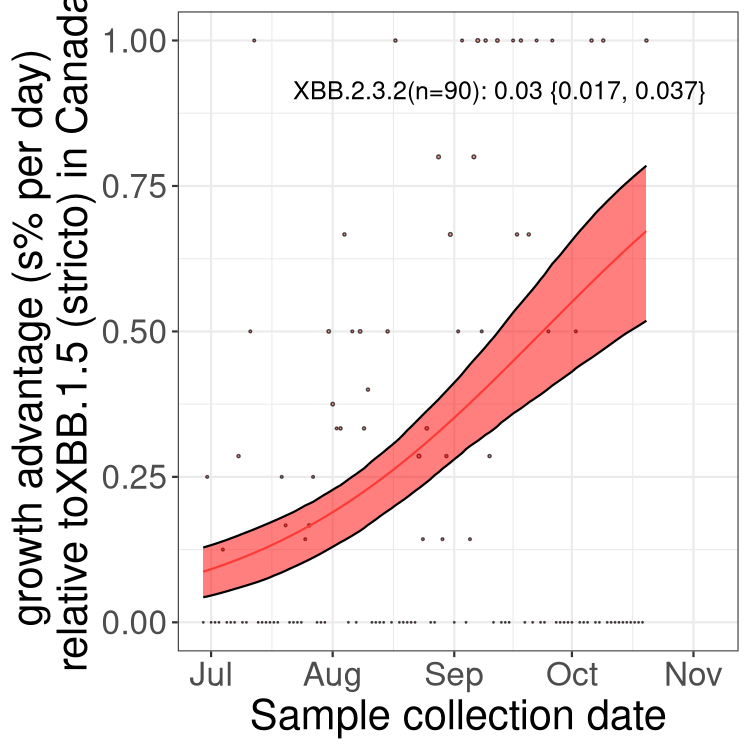 growth advantage (s% per day)
relative toXBB.1.5 (stricto) in Canada
1.00
XBB.2.3.2(n=90): 0.03 {0.017, 0.037}
0.75
0.50
0.25
0.00
Jul Aug Sep Oct Nov
Sample collection date